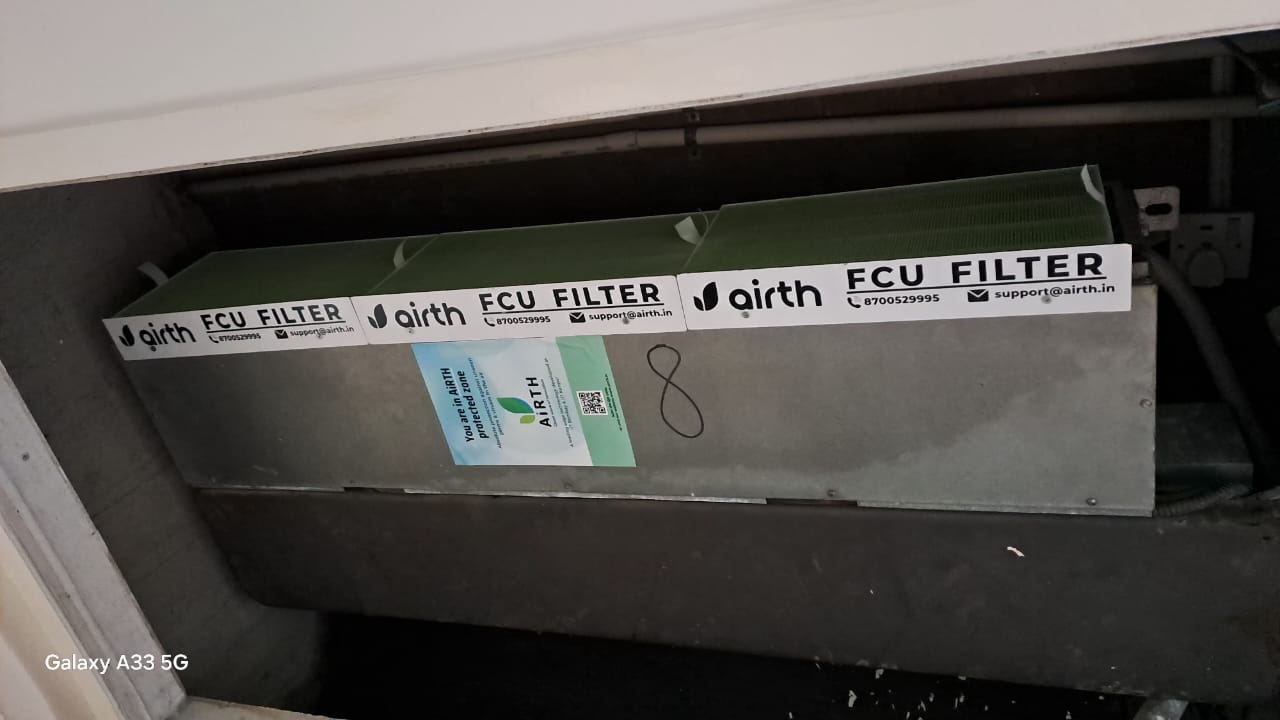 airth FCU FILTER
8700529995 support@airth.in
airth FCU FILTER
8700529995 support@airth.in
airth FCU FILTER
8700529995 support@airth.in
You are in AiRTH
protected zone
AiRTH
8
Galaxy A33 5G